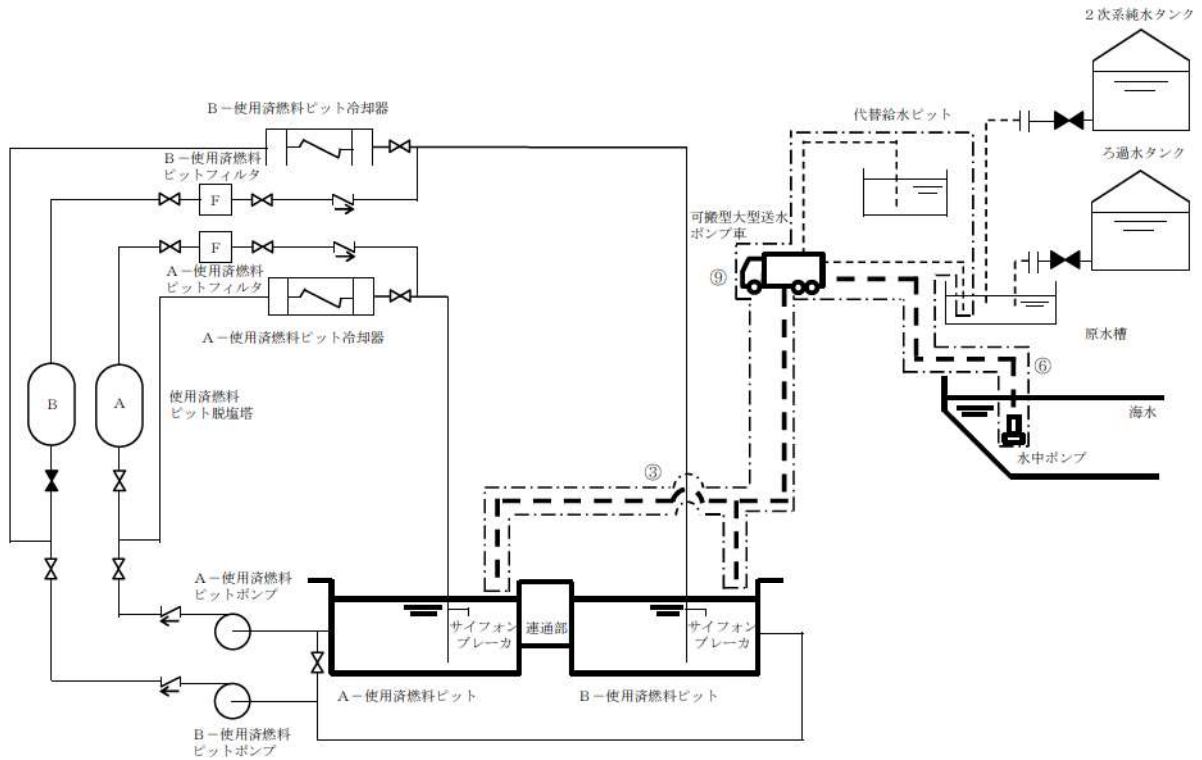 2次系純水タンク
B-使用済燃料ピット冷却器
代替給水ピット
B-使用済燃料
ピットフィルタ
F
ろ過水タンク
可搬型大型送水
ポンプ車
F
A-使用済燃料
ピットフィルタ
⑨
A-使用済燃料ピット冷却器
原水槽
⑥
B
A
使用済燃料
ピット脱塩塔
海水
水中ポンプ
③
A-使用済燃料
ピットポンプ
サイフォン
ブレーカ
連通部
サイフォン
ブレーカ
A-使用済燃料ピット
B-使用済燃料ピット
B-使用済燃料
ピットポンプ